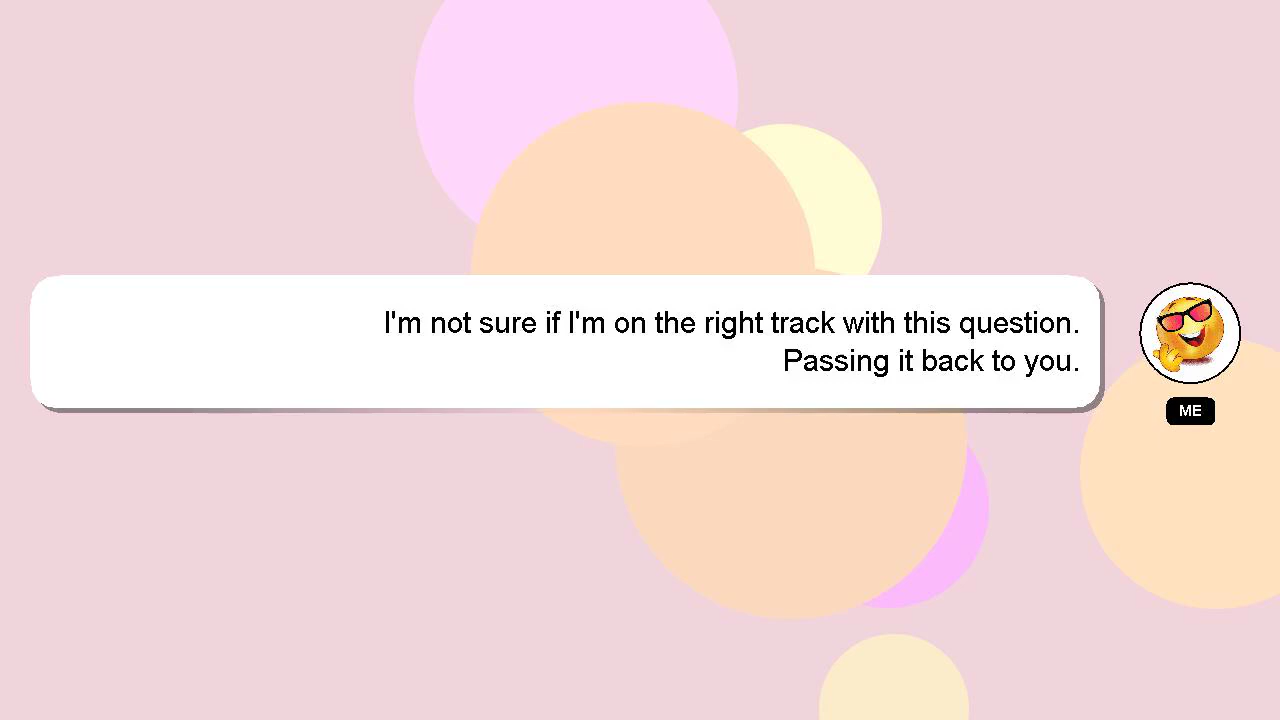 I'm not sure if I'm on the right track with this question.
Passing it back to you.
ME